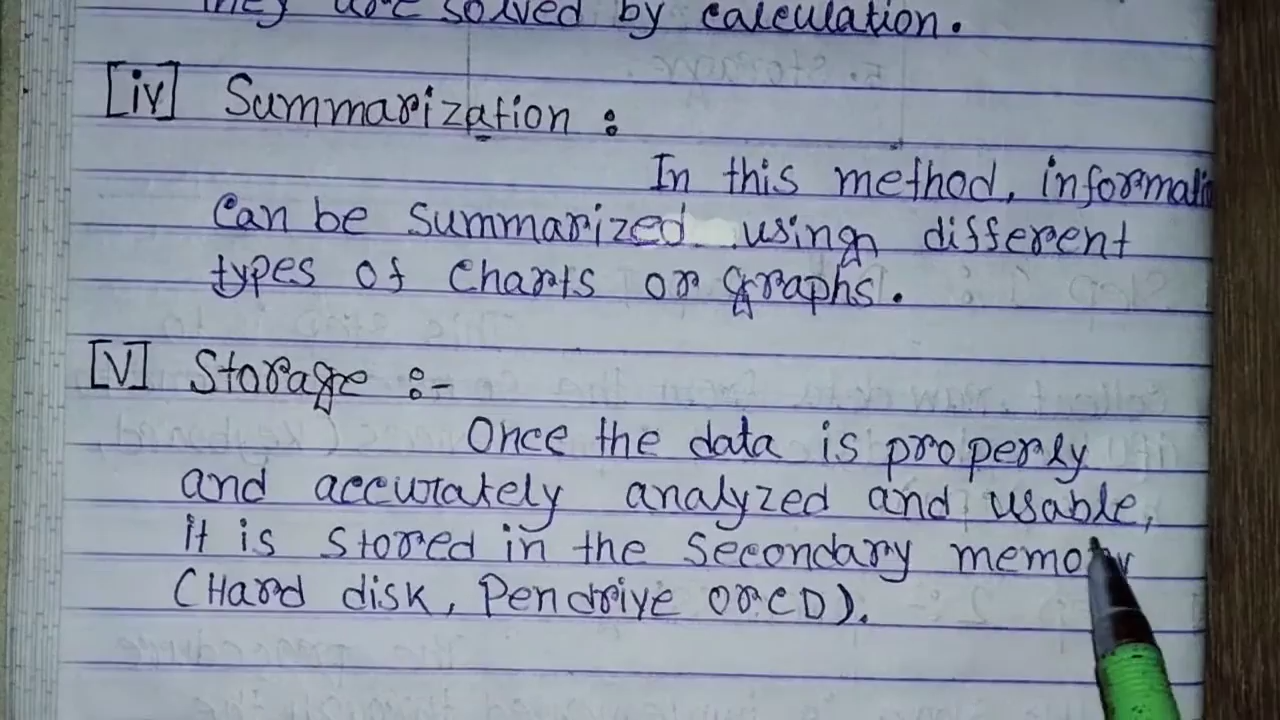 they are solved by calculation.
[iv] Summarization :
In this method, informati
Can be summarized using different
types of Charts or graphs.
[V] Storage :-
Once the data is properly
and accurately analyzed and usable,
it is stored in the secondary memory
(Hard disk, Pendrive or CD).